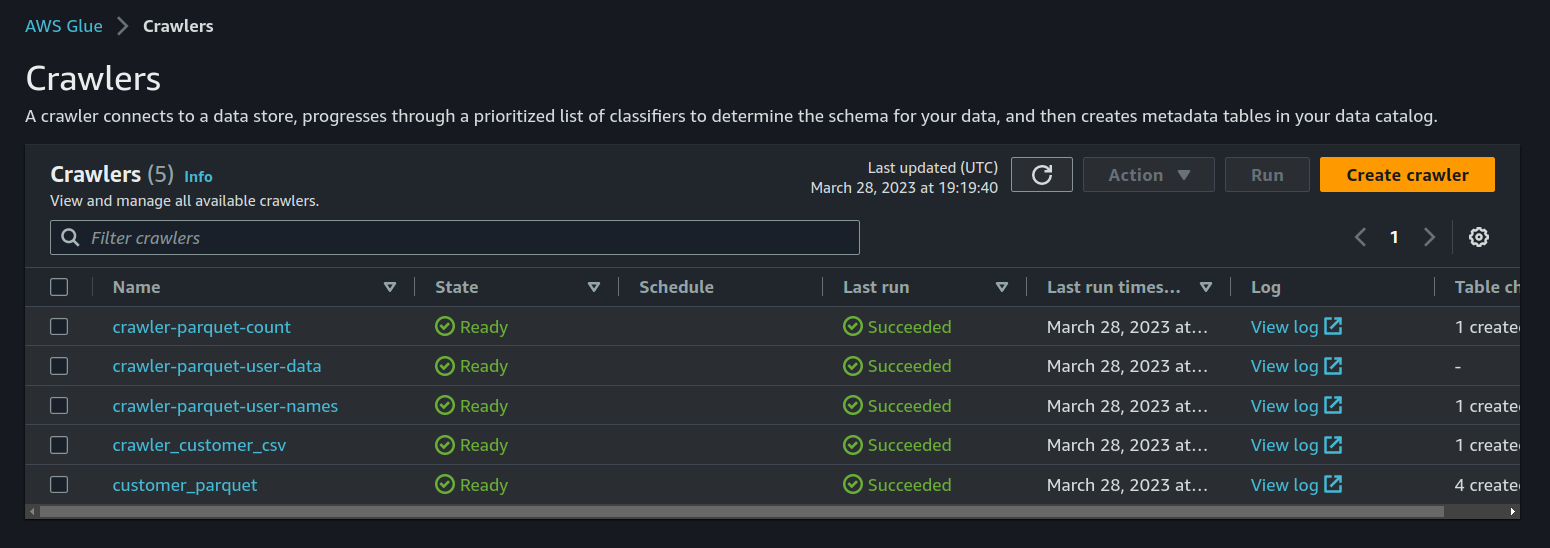 AWS Glue Crawlers
Crawlers
A crawler connects to a data store, progresses through a prioritized list of classifiers to determine the schema for your data, and then creates metadata tables in your data catalog.
Crawlers (5) Info
View and manage all available crawlers.
Last updated (UTC)
March 28, 2023 at 19:19:40
Action Run Create crawler
Filter crawlers
1
Name State Schedule Last run Last run times... Log Table ch
crawler-parquet-count Ready Succeeded March 28, 2023 at... View log 1 create
crawler-parquet-user-data Ready Succeeded March 28, 2023 at... View log -
crawler-parquet-user-names Ready Succeeded March 28, 2023 at... View log 1 create
crawler_customer_csv Ready Succeeded March 28, 2023 at... View log 1 create
customer_parquet Ready Succeeded March 28, 2023 at... View log 4 create